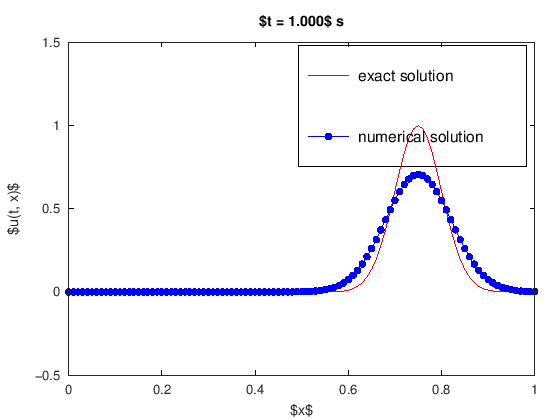 $t = 1.000$ s
1.5
1
0.5
0
−0.5
0
0.2
0.4
0.6
0.8
1
exact solution
numerical solution
$u(t, x)$
$x$